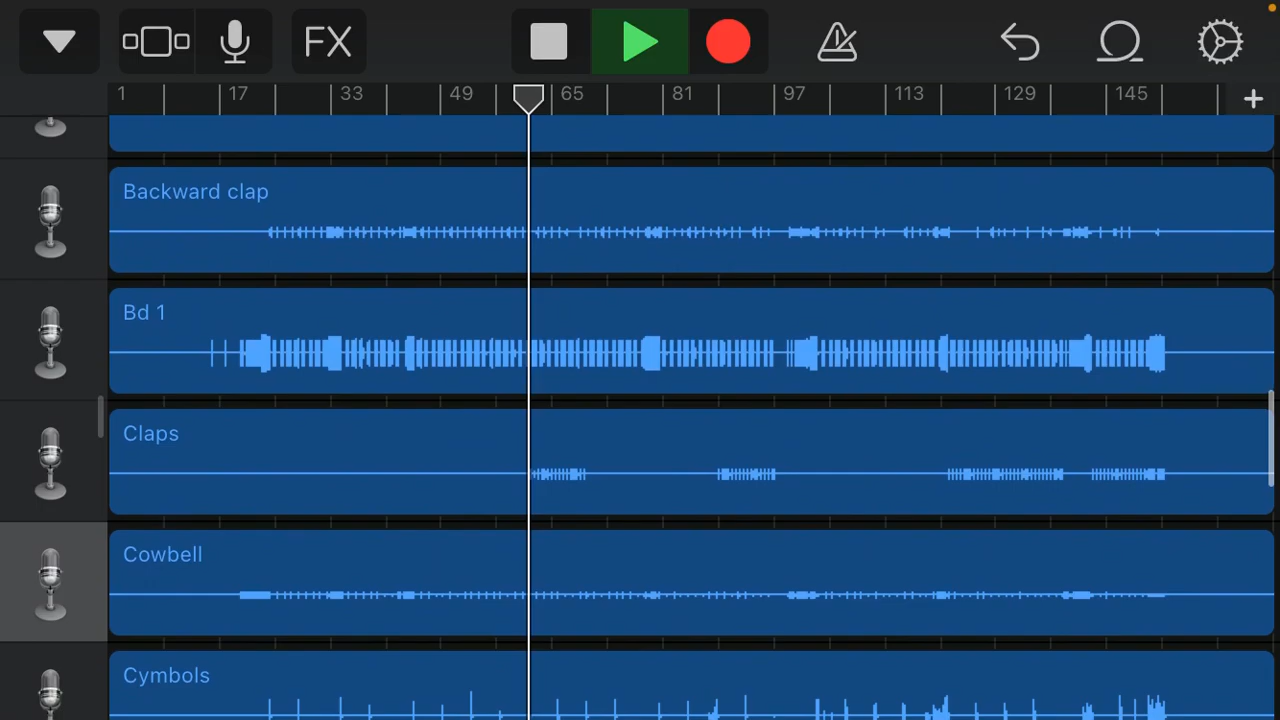 FX
1 17 33 49 65 81 97 113 129 145
Backward clap
Bd 1
Claps
Cowbell
Cymbols